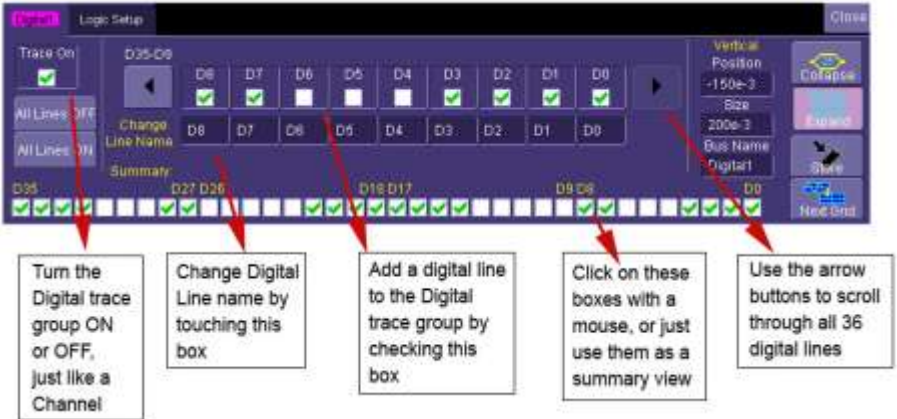 Digital1 Logic Setup Close
Trace On
D35-D9
D8 D7 D6 D5 D4 D3 D2 D1 D0
All Lines OFF
Change
Line Name
D8 D7 D6 D5 D4 D3 D2 D1 D0
All Lines ON
Summary:
D35 D27 D26 D18 D17 D9 D8 D0
Vertical
Position
-150e-3
Size
200e-3
Bus Name
Digital1
Collapse
Expand
Store
Next Grid
Turn the
Digital trace
group ON
or OFF,
just like a
Channel
Change Digital
Line name by
touching this
box
Add a digital line
to the Digital
trace group by
checking this
box
Click on these
boxes with a
mouse, or just
use them as a
summary view
Use the arrow
buttons to scroll
through all 36
digital lines